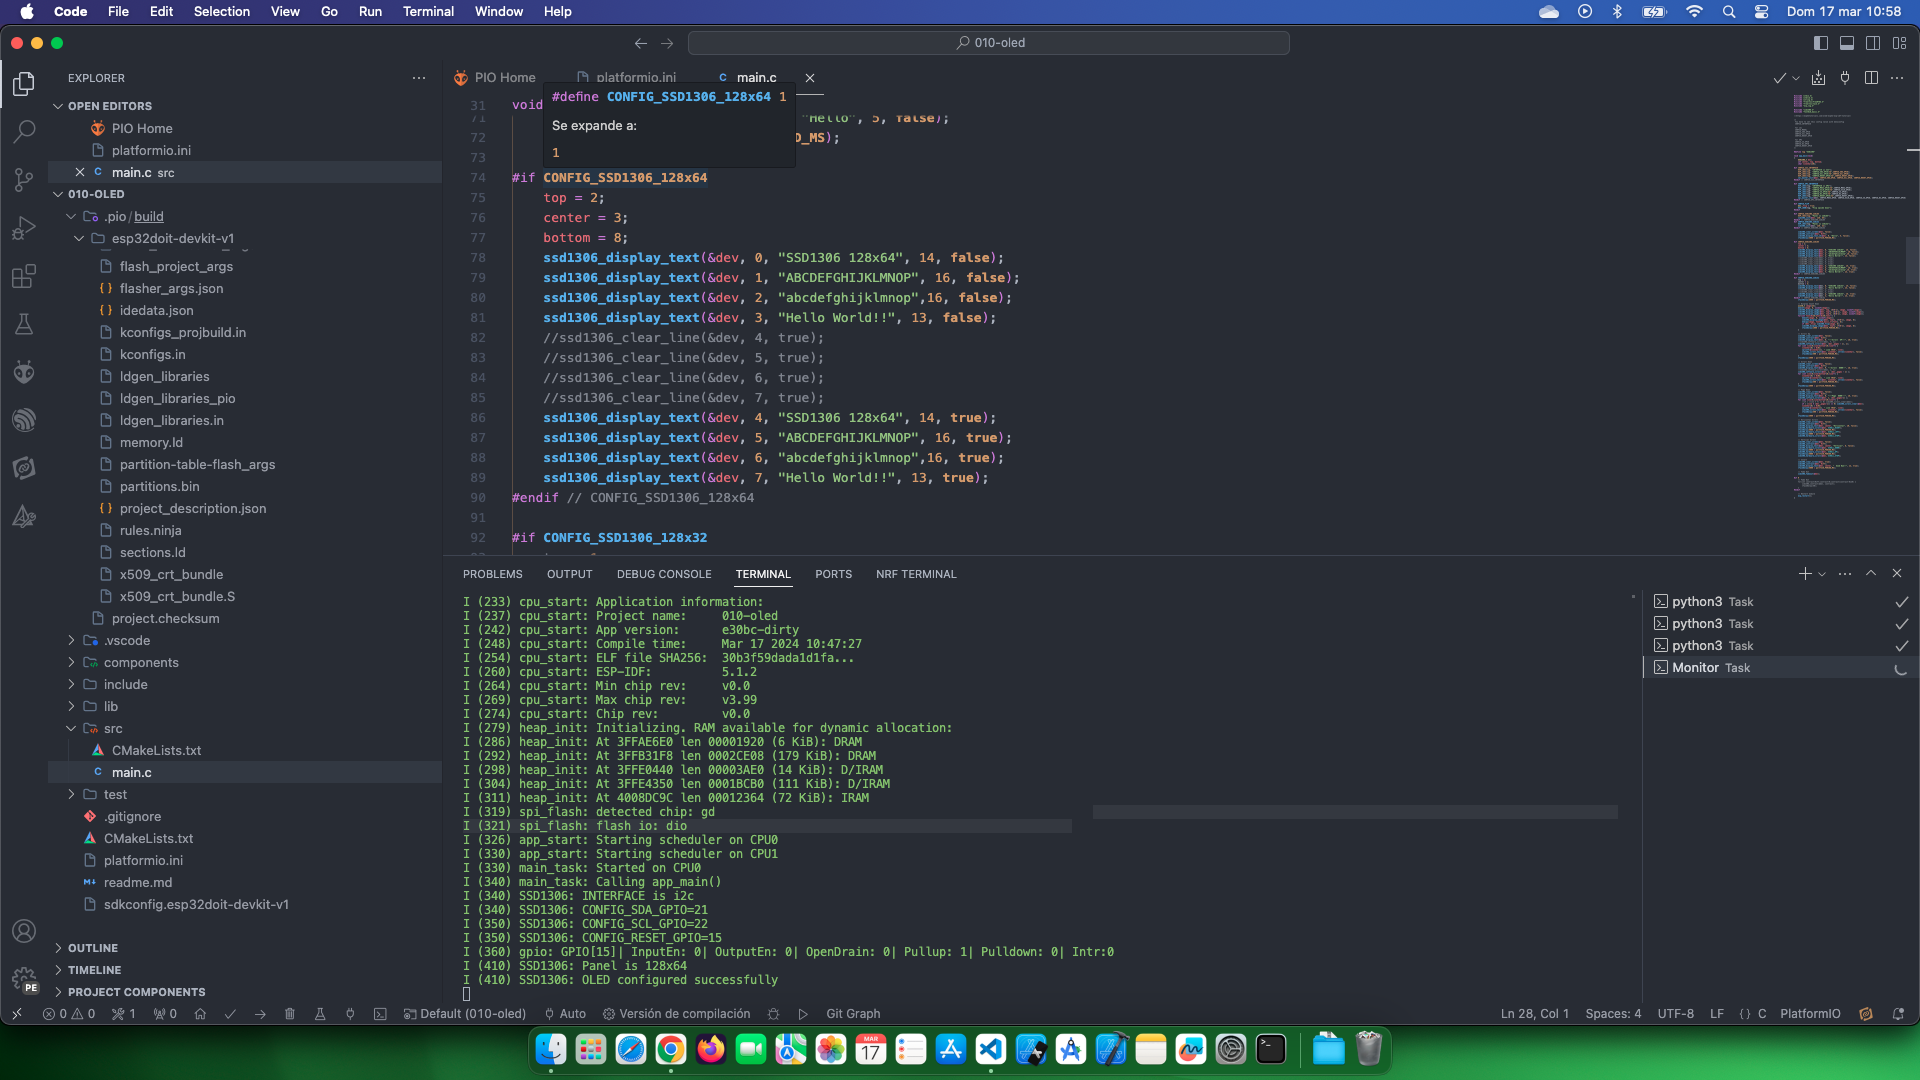 Code File Edit Selection View Go Run Terminal Window Help Dom 17 mar 10:58
010-oled
EXPLORER
OPEN EDITORS
PIO Home
platformio.ini
main.c src
010-OLED
.pio/build
esp32doit-devkit-v1
flash_project_args
flasher_args.json
idedata.json
kconfigs_projbuild.in
kconfigs.in
ldgen_libraries
ldgen_libraries_pio
ldgen_libraries.in
memory.ld
partition-table-flash_args
partitions.bin
project_description.json
rules.ninja
sections.ld
x509_crt_bundle
x509_crt_bundle.S
project.checksum
.vscode
components
include
lib
src
CMakeLists.txt
main.c
test
.gitignore
CMakeLists.txt
platformio.ini
readme.md
sdkconfig.esp32doit-devkit-v1
OUTLINE
TIMELINE
PROJECT COMPONENTS
PIO Home platformio.ini C main.c
#define CONFIG_SSD1306_128x64 1
Se expande a:
1
31 void
71 "Hello", 5, false);
72 D_MS);
73
74 #if CONFIG_SSD1306_128x64
75 top = 2;
76 center = 3;
77 bottom = 8;
78 ssd1306_display_text(&dev, 0, "SSD1306 128x64", 14, false);
79 ssd1306_display_text(&dev, 1, "ABCDEFGHIJKLMNOP", 16, false);
80 ssd1306_display_text(&dev, 2, "abcdefghijklmnop",16, false);
81 ssd1306_display_text(&dev, 3, "Hello World!!", 13, false);
82 //ssd1306_clear_line(&dev, 4, true);
83 //ssd1306_clear_line(&dev, 5, true);
84 //ssd1306_clear_line(&dev, 6, true);
85 //ssd1306_clear_line(&dev, 7, true);
86 ssd1306_display_text(&dev, 4, "SSD1306 128x64", 14, true);
87 ssd1306_display_text(&dev, 5, "ABCDEFGHIJKLMNOP", 16, true);
88 ssd1306_display_text(&dev, 6, "abcdefghijklmnop",16, true);
89 ssd1306_display_text(&dev, 7, "Hello World!!", 13, true);
90 #endif // CONFIG_SSD1306_128x64
91
92 #if CONFIG_SSD1306_128x32
PROBLEMS OUTPUT DEBUG CONSOLE TERMINAL PORTS NRF TERMINAL
I (233) cpu_start: Application information:
I (237) cpu_start: Project name: 010-oled
I (242) cpu_start: App version: e30bc-dirty
I (248) cpu_start: Compile time: Mar 17 2024 10:47:27
I (254) cpu_start: ELF file SHA256: 30b3f59dada1d1fa...
I (260) cpu_start: ESP-IDF: 5.1.2
I (264) cpu_start: Min chip rev: v0.0
I (269) cpu_start: Max chip rev: v3.99
I (274) cpu_start: Chip rev: v0.0
I (279) heap_init: Initializing. RAM available for dynamic allocation:
I (286) heap_init: At 3FFAE6E0 len 00001920 (6 KiB): DRAM
I (292) heap_init: At 3FFB31F8 len 0002CE08 (179 KiB): DRAM
I (298) heap_init: At 3FFE0440 len 00003AE0 (14 KiB): D/IRAM
I (304) heap_init: At 3FFE4350 len 0001BCB0 (111 KiB): D/IRAM
I (311) heap_init: At 4008DC9C len 00012364 (72 KiB): IRAM
I (319) spi_flash: detected chip: gd
I (321) spi_flash: flash io: dio
I (326) app_start: Starting scheduler on CPU0
I (330) app_start: Starting scheduler on CPU1
I (330) main_task: Started on CPU0
I (340) main_task: Calling app_main()
I (340) SSD1306: INTERFACE is i2c
I (340) SSD1306: CONFIG_SDA_GPIO=21
I (350) SSD1306: CONFIG_SCL_GPIO=22
I (350) SSD1306: CONFIG_RESET_GPIO=15
I (360) gpio: GPIO[15]| InputEn: 0| OutputEn: 0| OpenDrain: 0| Pullup: 1| Pulldown: 0| Intr:0
I (410) SSD1306: Panel is 128x64
I (410) SSD1306: OLED configured successfully
python3 Task
python3 Task
python3 Task
Monitor Task
PE
0 0 1 0 Default (010-oled) Auto Versión de compilación Git Graph Ln 28, Col 1 Spaces: 4 UTF-8 LF {} C PlatformIO
MAR
17